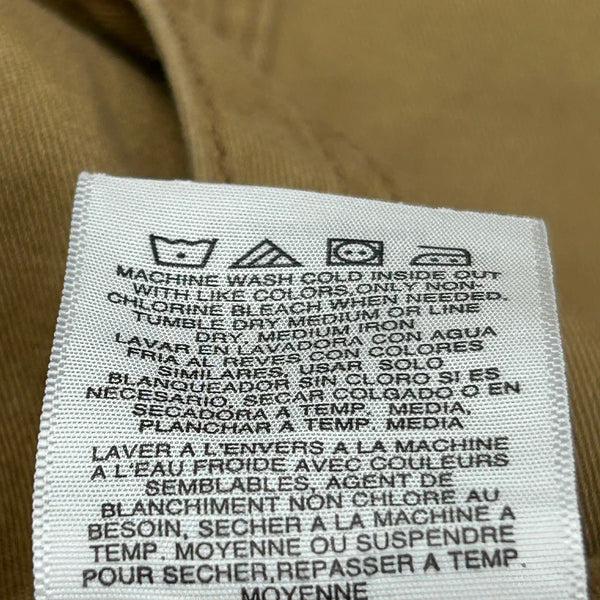 MACHINE WASH COLD INSIDE OUT
WITH LIKE COLORS ONLY NON-
CHLORINE BLEACH WHEN NEEDED.
TUMBLE DRY, MEDIUM OR LINE
DRY, MEDIUM IRON
LAVAR EN LAVADORA CON AGUA
FRIA AL REVES CON COLORES
SIMILARES, USAR, SOLO
BLANQUEADOR SIN CLORO SI ES
NECESARIO, SECAR COLGADO O EN
SECADORA A TEMP. MEDIA,
PLANCHAR A TEMP. MEDIA
LAVER A L'ENVERS A LA MACHINE
A L'EAU FROIDE AVEC COULEURS
SEMBLABLES, AGENT DE
BLANCHIMENT NON CHLORE AU
BESOIN, SECHER A LA MACHINE A
TEMP. MOYENNE OU SUSPENDRE
POUR SECHER,REPASSER A TEMP.
MOYENNE